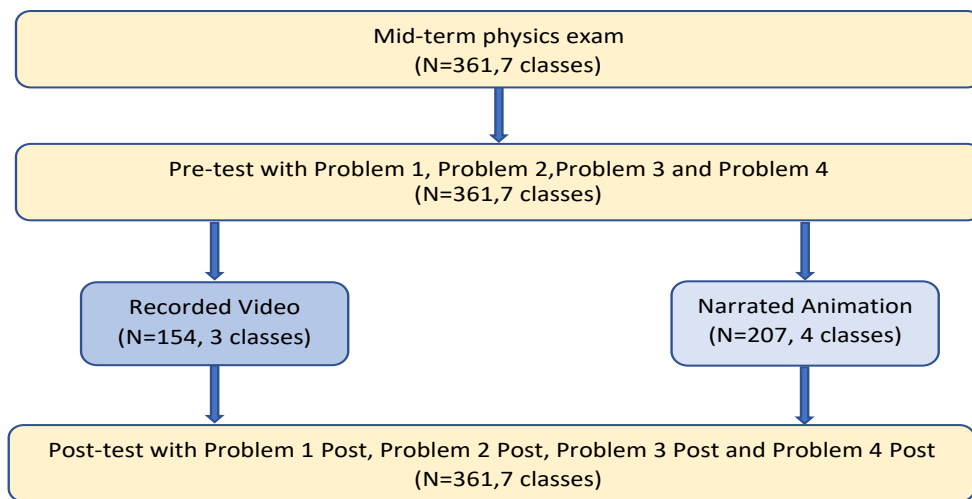 Mid-term physics exam
(N=361,7 classes)
Pre-test with Problem 1, Problem 2,Problem 3 and Problem 4
(N=361,7 classes)
Recorded Video
(N=154, 3 classes)
Narrated Animation
(N=207, 4 classes)
Post-test with Problem 1 Post, Problem 2 Post, Problem 3 Post and Problem 4 Post
(N=361,7 classes)